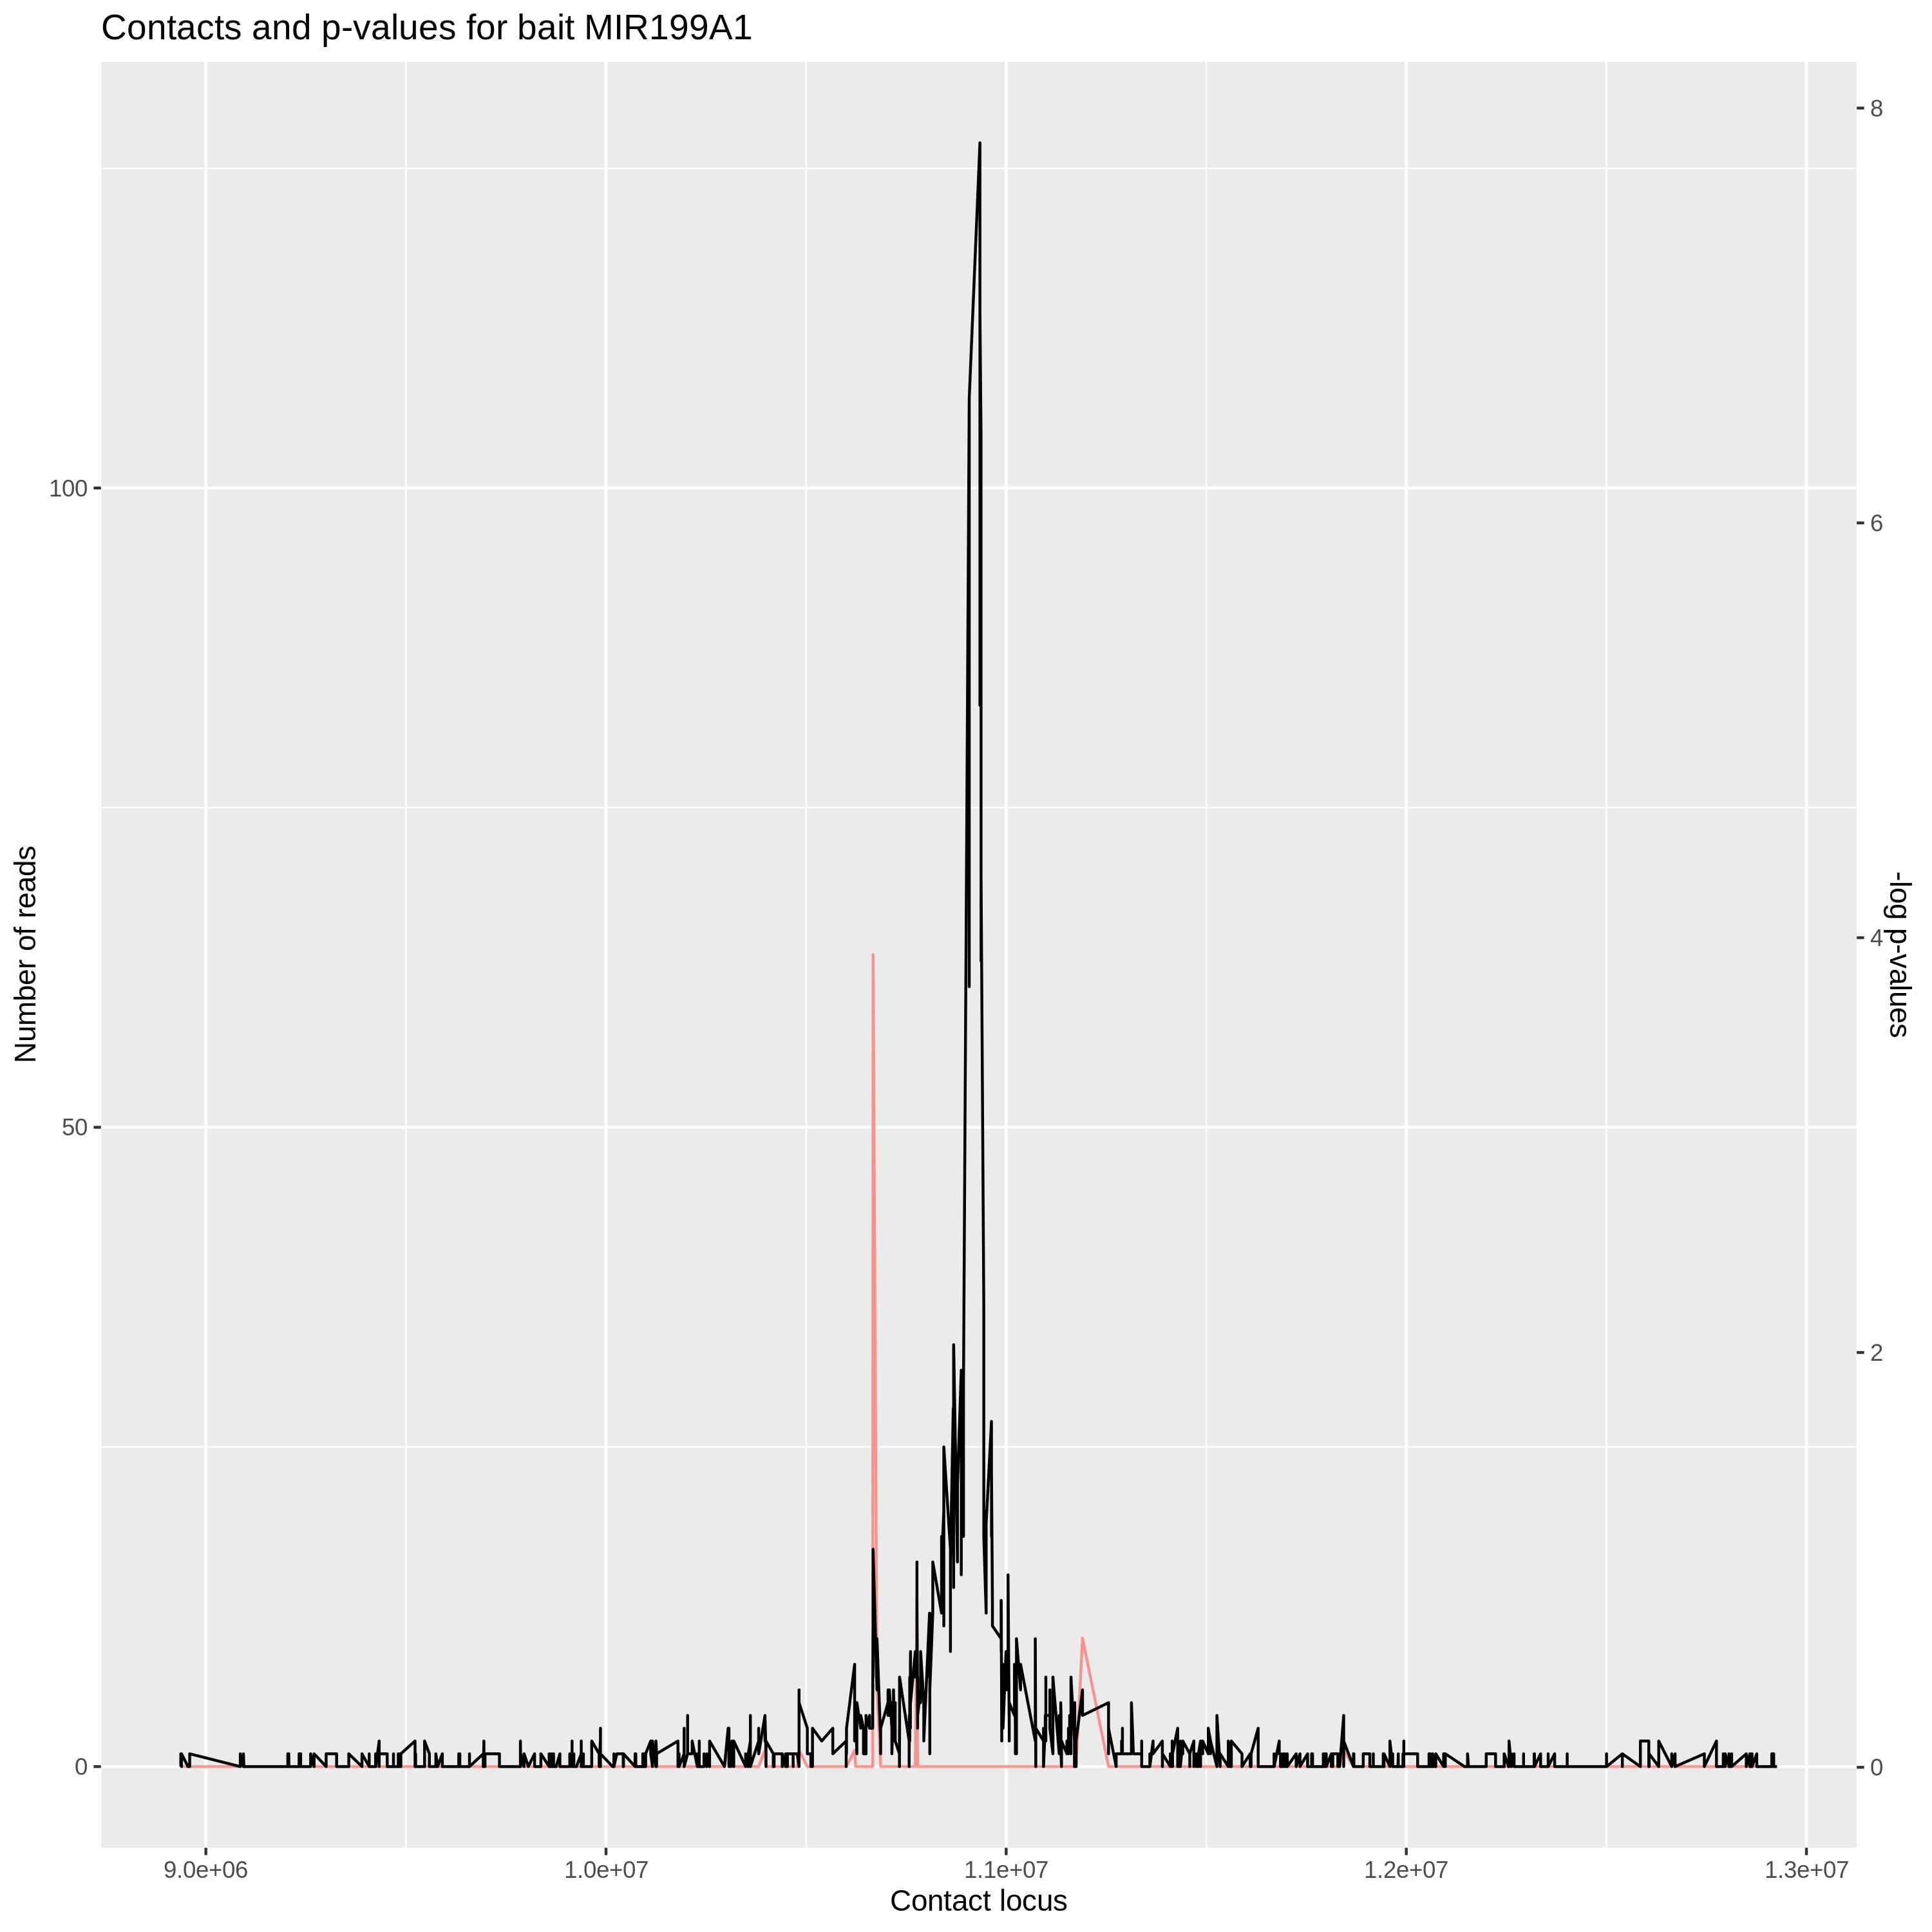 Contacts and p-values for bait MIR199A1
8
100
6
Number of reads
-log p-values
4
50
2
0
0
9.0e+06
1.0e+07
1.1e+07
1.2e+07
1.3e+07
Contact locus